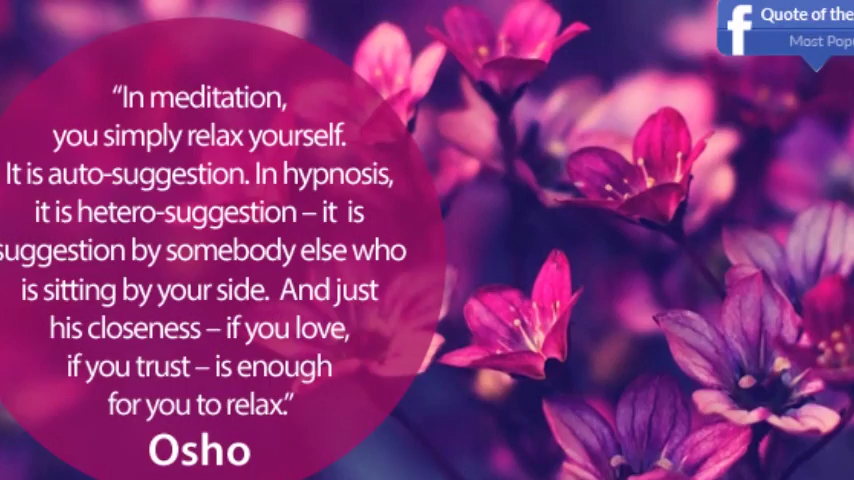 “In meditation,
you simply relax yourself.
It is auto-suggestion. In hypnosis,
it is hetero-suggestion – it is
suggestion by somebody else who
is sitting by your side. And just
his closeness – if you love,
if you trust – is enough
for you to relax.”
Osho
Quote of the
Most